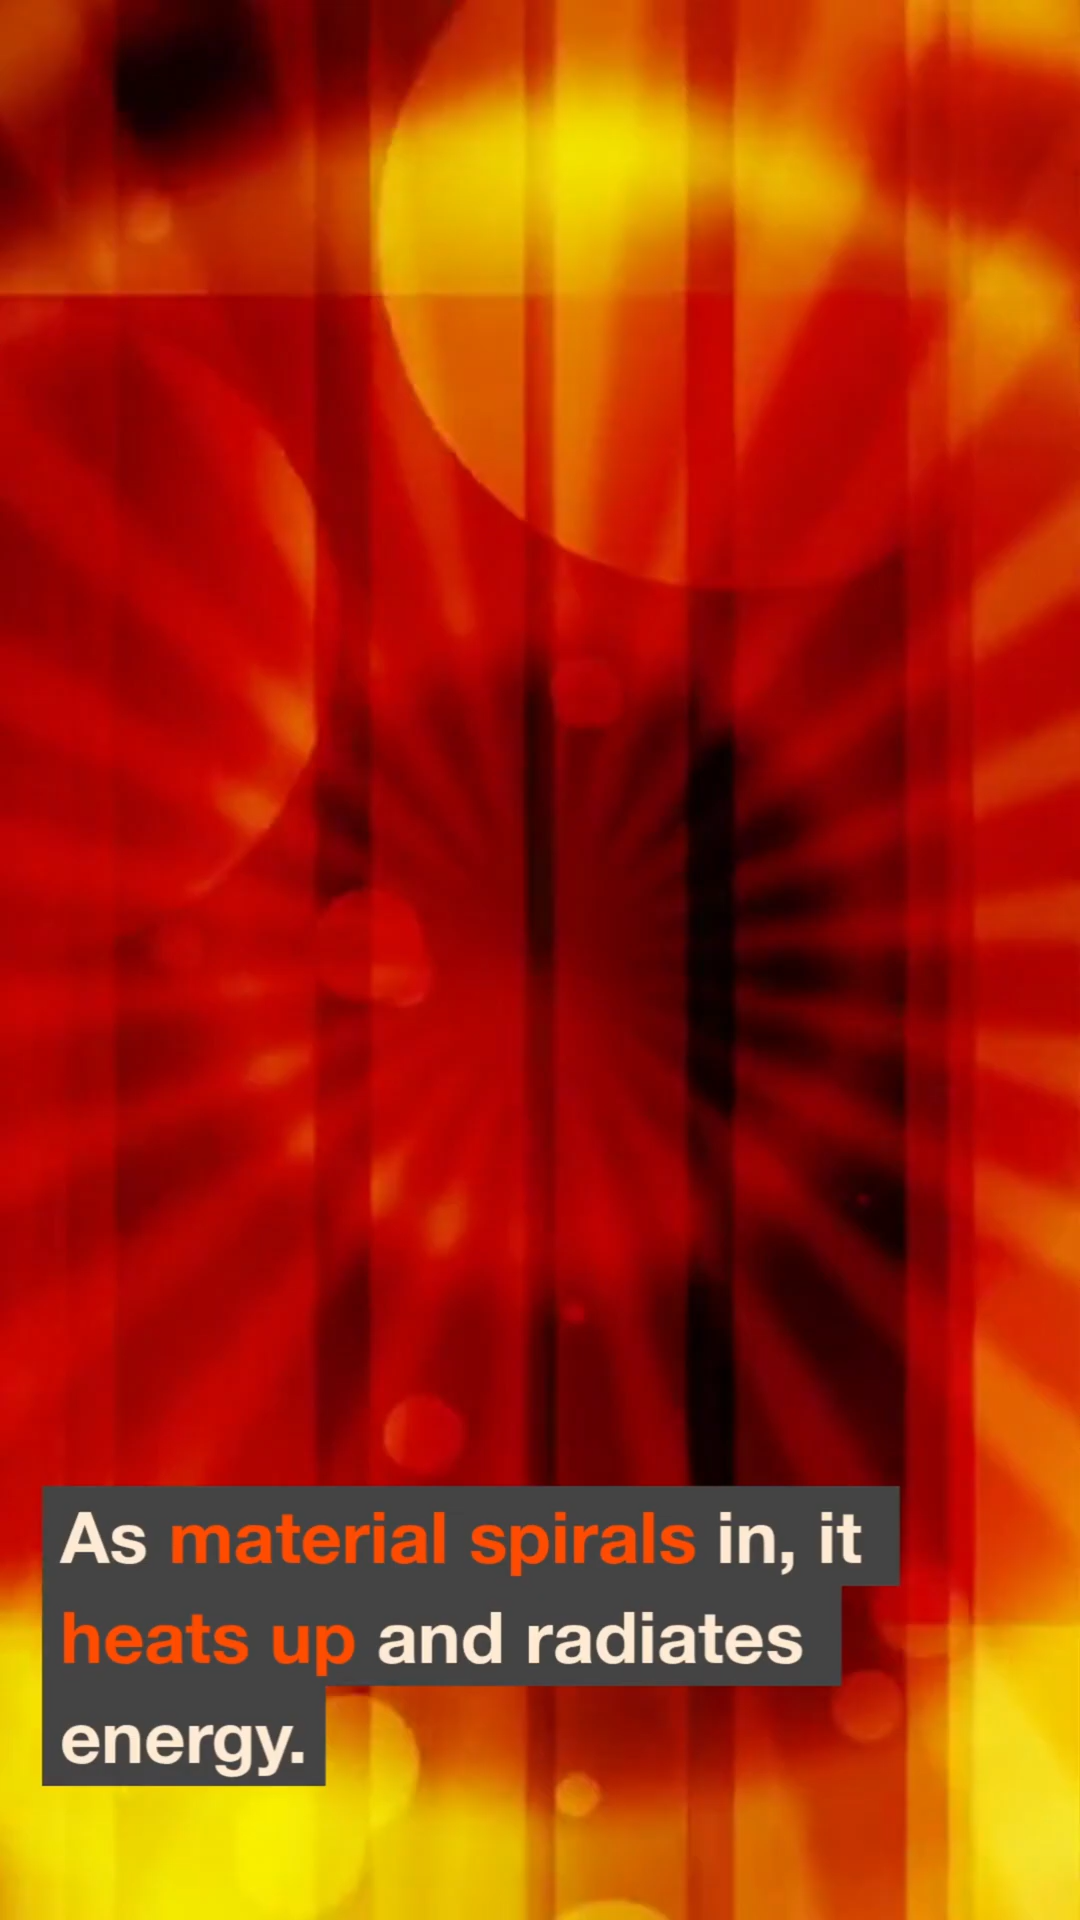 As material spirals in, it
heats up and radiates
energy.